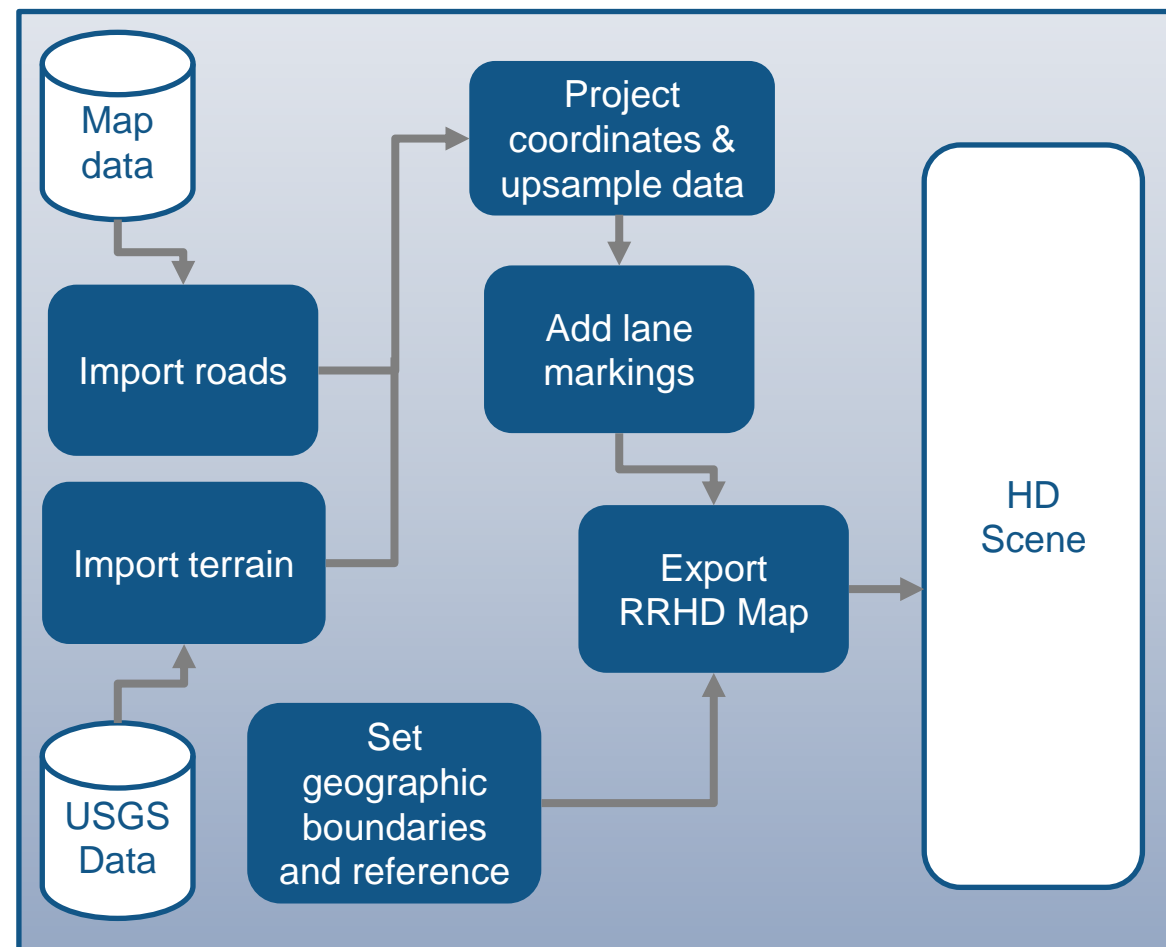 Map
data
Import roads
Import terrain
USGS
Data
Project
coordinates &
upsample data
Add lane
markings
Export
RRHD Map
Set
geographic
boundaries
and reference
HD
Scene